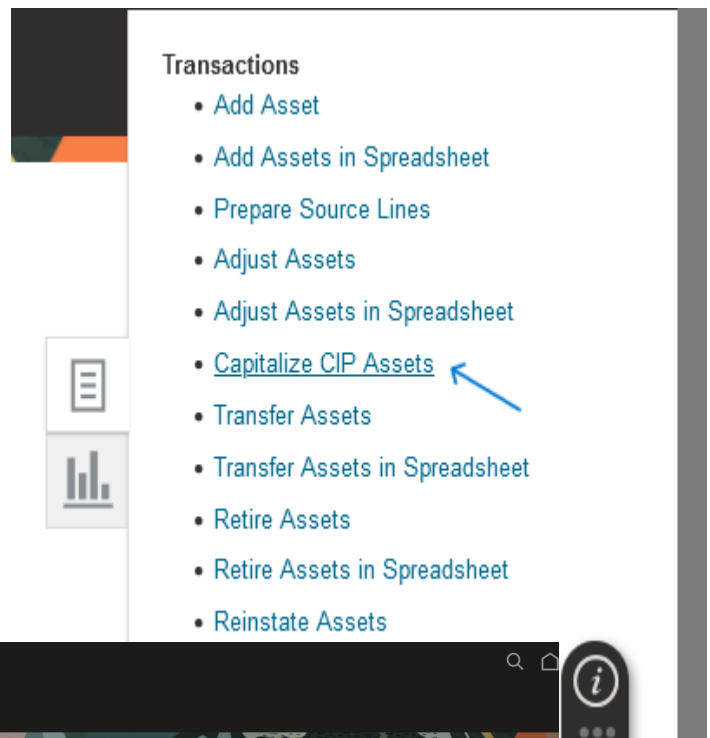 Transactions
• Add Asset
• Add Assets in Spreadsheet
• Prepare Source Lines
• Adjust Assets
• Adjust Assets in Spreadsheet
• Capitalize CIP Assets
• Transfer Assets
• Transfer Assets in Spreadsheet
• Retire Assets
• Retire Assets in Spreadsheet
• Reinstate Assets
i